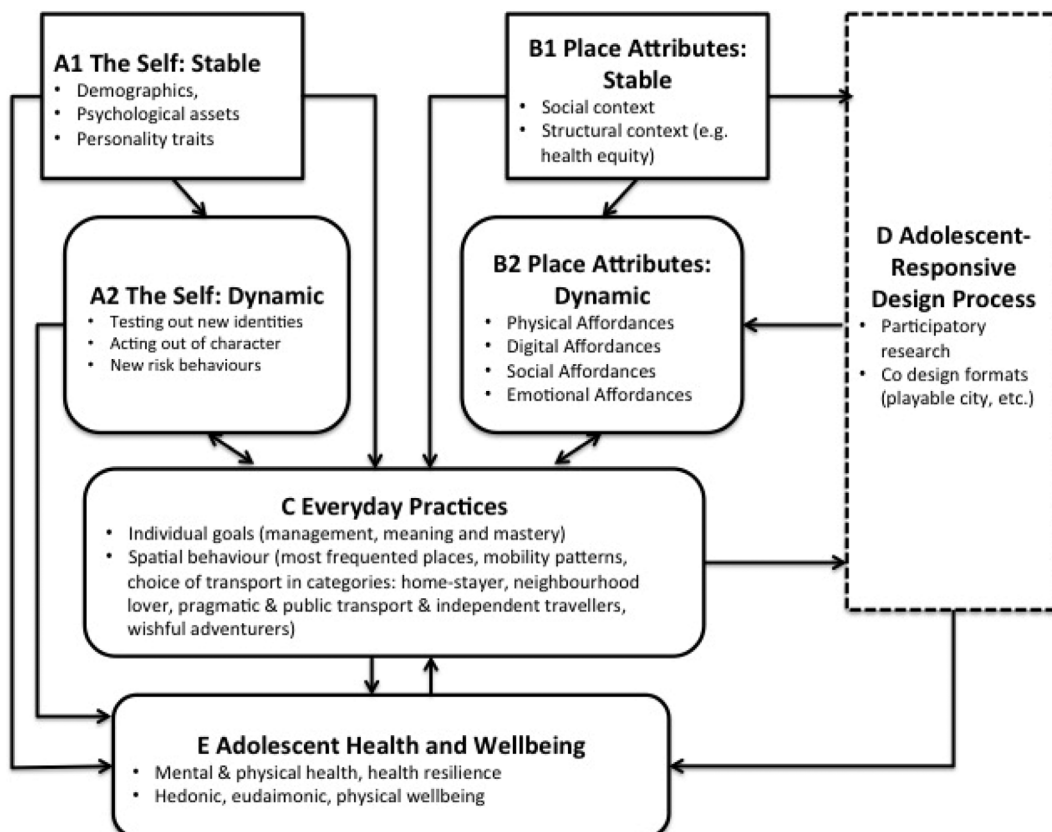 A1 The Self: Stable
• Demographics,
• Psychological assets
• Personality traits
B1 Place Attributes:
Stable
• Social context
• Structural context (e.g.
health equity)
A2 The Self: Dynamic
• Testing out new identities
• Acting out of character
• New risk behaviours
B2 Place Attributes:
Dynamic
• Physical Affordances
• Digital Affordances
• Social Affordances
• Emotional Affordances
D Adolescent-
Responsive
Design Process
• Participatory
research
• Co design formats
(playable city, etc.)
C Everyday Practices
• Individual goals (management, meaning and mastery)
• Spatial behaviour (most frequented places, mobility patterns,
choice of transport in categories: home-stayer, neighbourhood
lover, pragmatic & public transport & independent travellers,
wishful adventurers)
E Adolescent Health and Wellbeing
• Mental & physical health, health resilience
• Hedonic, eudaimonic, physical wellbeing